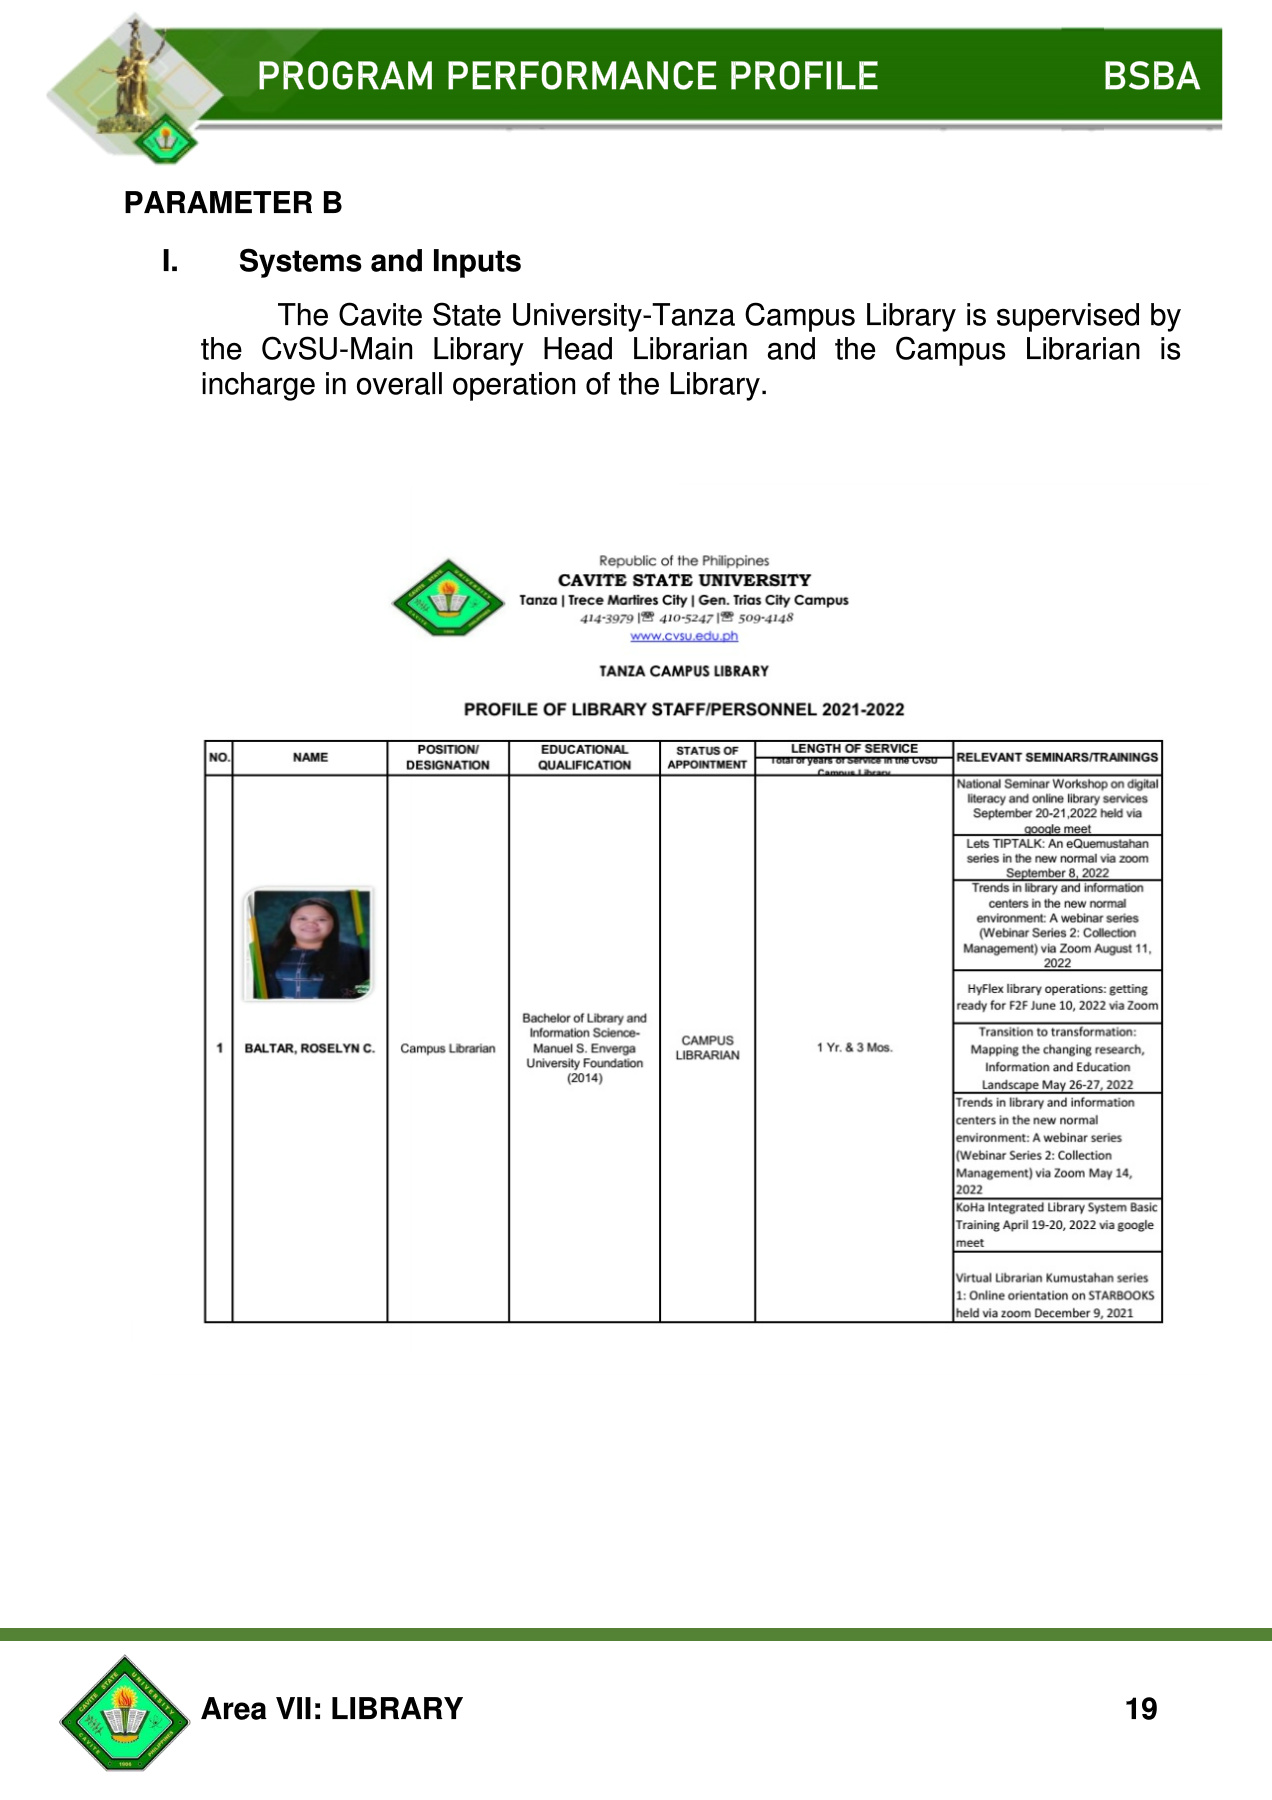 PROGRAM PERFORMANCE PROFILE BSBA
PARAMETER B
I. Systems and Inputs
The Cavite State University-Tanza Campus Library is supervised by
the CvSU-Main Library Head Librarian and the Campus Librarian is
incharge in overall operation of the Library.
Republic of the Philippines
CAVITE STATE UNIVERSITY
Tanza | Trece Martires City | Gen. Trias City Campus
414-3979 |☏ 410-5247 |☏ 509-4148
www.cvsu.edu.ph
TANZA CAMPUS LIBRARY
PROFILE OF LIBRARY STAFF/PERSONNEL 2021-2022
NO.
NAME
POSITION/
DESIGNATION
EDUCATIONAL
QUALIFICATION
STATUS OF
APPOINTMENT
LENGTH OF SERVICE
Total of years of Service in the CVSU
Campus Library
RELEVANT SEMINARS/TRAININGS
1
BALTAR, ROSELYN C.
Campus Librarian
Bachelor of Library and
Information Science-
Manuel S. Enverga
University Foundation
(2014)
CAMPUS
LIBRARIAN
1 Yr. & 3 Mos.
National Seminar Workshop on digital
literacy and online library services
September 20-21,2022 held via
google meet
Lets TIPTALK: An eQuemustahan
series in the new normal via zoom
September 8, 2022
Trends in library and information
centers in the new normal
environment: A webinar series
(Webinar Series 2: Collection
Management) via Zoom August 11,
2022
HyFlex library operations: getting
ready for F2F June 10, 2022 via Zoom
Transition to transformation:
Mapping the changing research,
Information and Education
Landscape May 26-27, 2022
Trends in library and information
centers in the new normal
environment: A webinar series
(Webinar Series 2: Collection
Management) via Zoom May 14,
2022
KoHa Integrated Library System Basic
Training April 19-20, 2022 via google
meet
Virtual Librarian Kumustahan series
1: Online orientation on STARBOOKS
held via zoom December 9, 2021
CAVITE STATE UNIVERSITY
CAVITE PHILIPPINES
1906
Area VII: LIBRARY 19